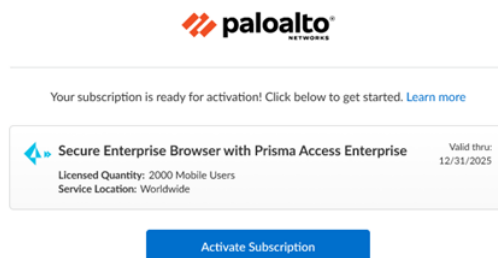 paloalto®
NETWORKS
Your subscription is ready for activation! Click below to get started. Learn more
Secure Enterprise Browser with Prisma Access Enterprise
Valid thru:
12/31/2025
Licensed Quantity: 2000 Mobile Users
Service Location: Worldwide
Activate Subscription